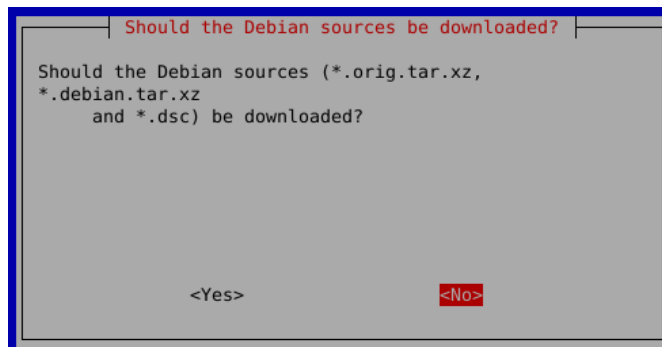 Should the Debian sources be downloaded?
Should the Debian sources (*.orig.tar.xz,
*.debian.tar.xz
and *.dsc) be downloaded?
<Yes> <No>